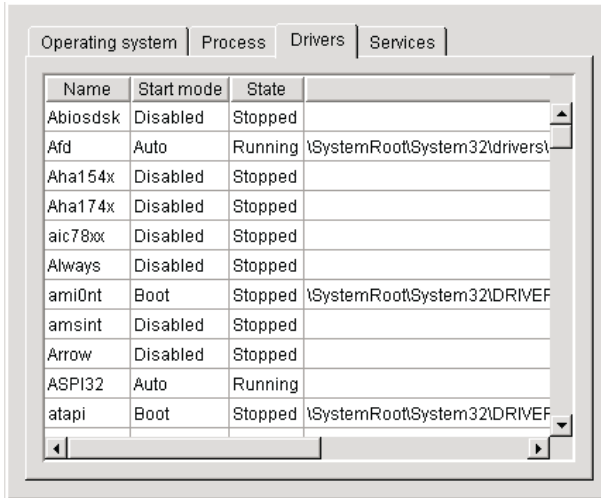 Operating system Process Drivers Services
Name Start mode State
Abiosdsk Disabled Stopped
Afd Auto Running \SystemRoot\System32\drivers\
Aha154x Disabled Stopped
Aha174x Disabled Stopped
aic78xx Disabled Stopped
Always Disabled Stopped
ami0nt Boot Stopped \SystemRoot\System32\DRIVER
amsint Disabled Stopped
Arrow Disabled Stopped
ASPI32 Auto Running
atapi Boot Stopped \SystemRoot\System32\DRIVER